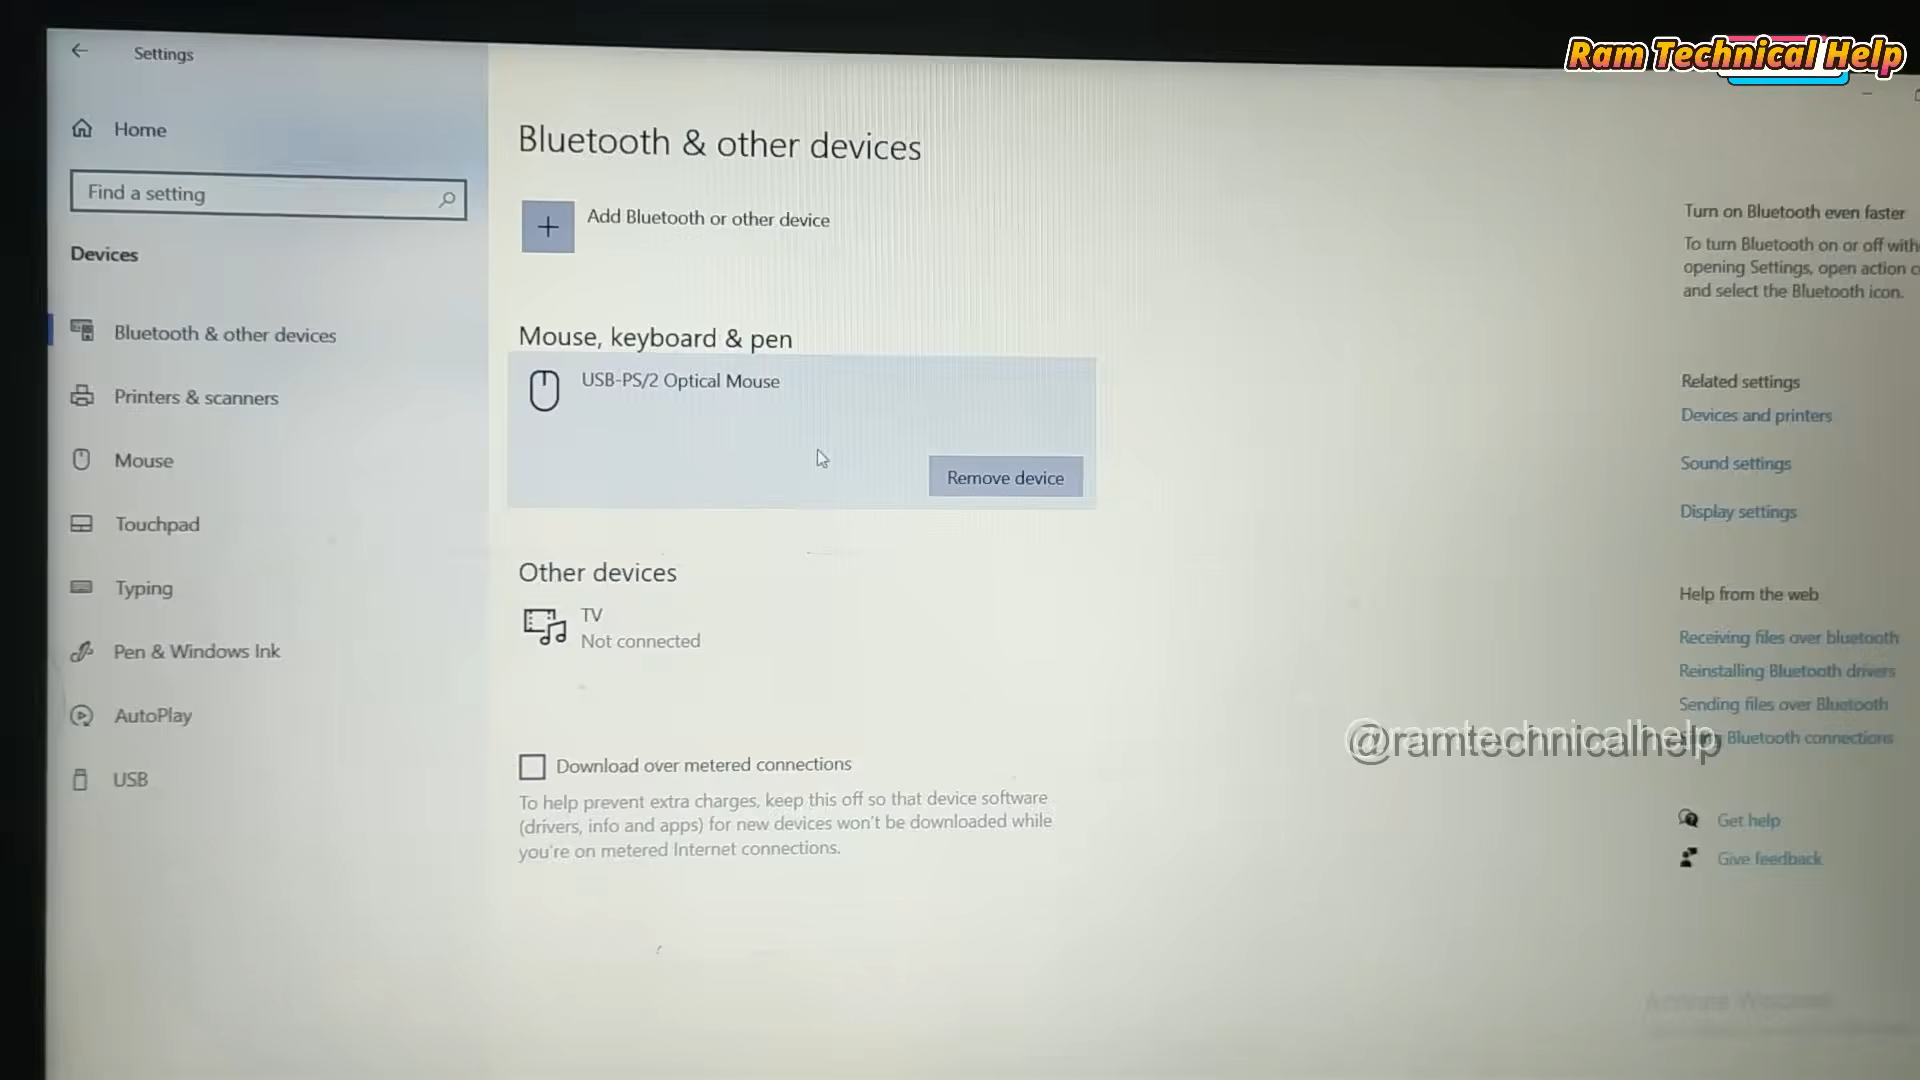 Ram Technical Help
Settings
Home
Find a setting
Devices
Bluetooth & other devices
Printers & scanners
Mouse
Touchpad
Typing
Pen & Windows Ink
AutoPlay
USB
Bluetooth & other devices
Add Bluetooth or other device
Mouse, keyboard & pen
USB-PS/2 Optical Mouse
Remove device
Other devices
TV
Not connected
Download over metered connections
To help prevent extra charges, keep this off so that device software
(drivers, info and apps) for new devices won't be downloaded while
you're on metered Internet connections.
Turn on Bluetooth even faster
To turn Bluetooth on or off with
opening Settings, open action c
and select the Bluetooth icon.
Related settings
Devices and printers
Sound settings
Display settings
Help from the web
Receiving files over bluetooth
Reinstalling Bluetooth drivers
Sending files over Bluetooth
Bluetooth connections
@ramtechnicalhelp
Get help
Give feedback
Activate Windows